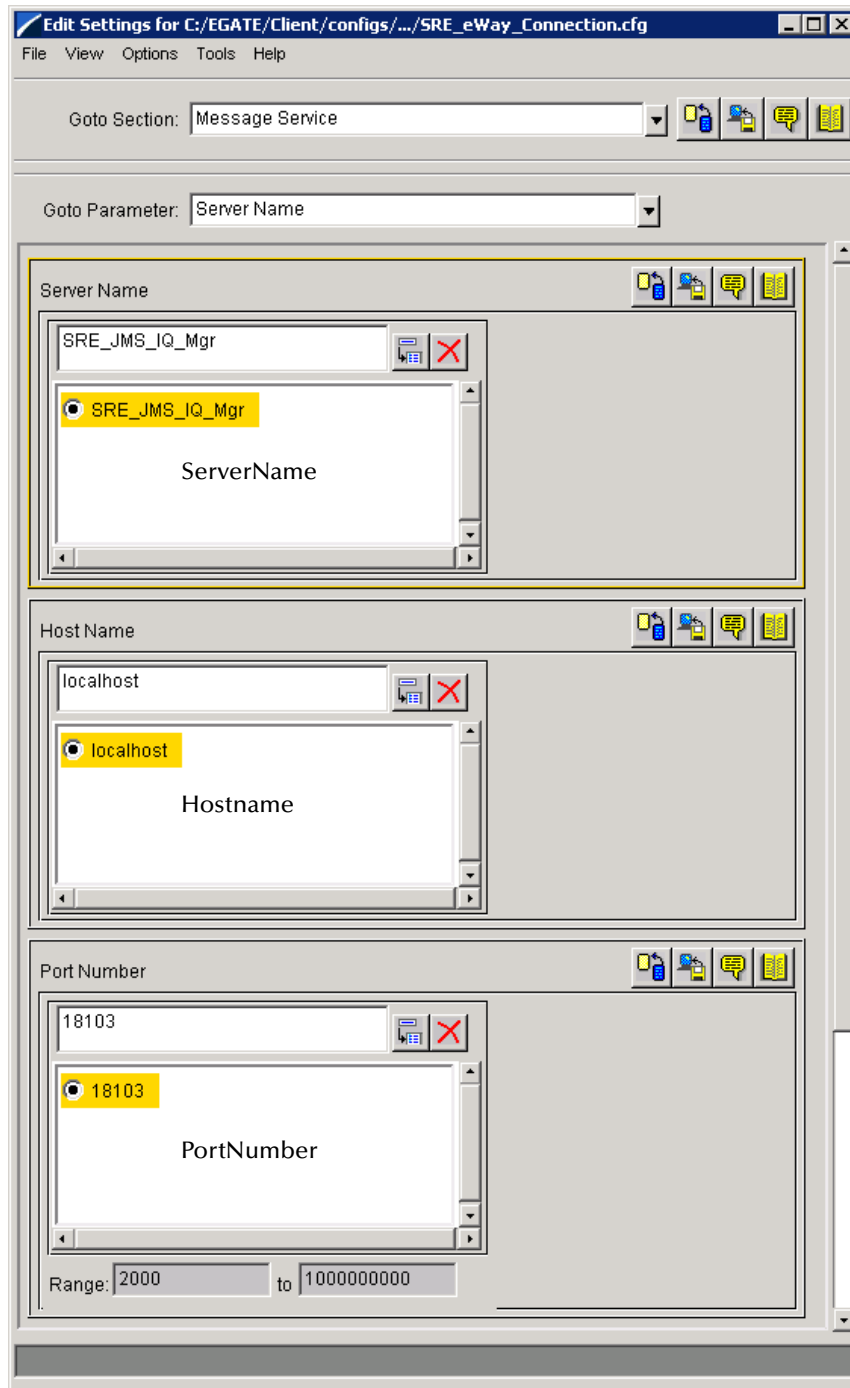 Edit Settings for C:/EGATE/Client/configs/.../SRE_eWay_Connection.cfg
File View Options Tools Help
Goto Section: Message Service
Goto Parameter: Server Name
Server Name
SRE_JMS_IQ_Mgr
SRE_JMS_IQ_Mgr
ServerName
Host Name
localhost
localhost
Hostname
Port Number
18103
18103
PortNumber
Range: 2000 to 1000000000